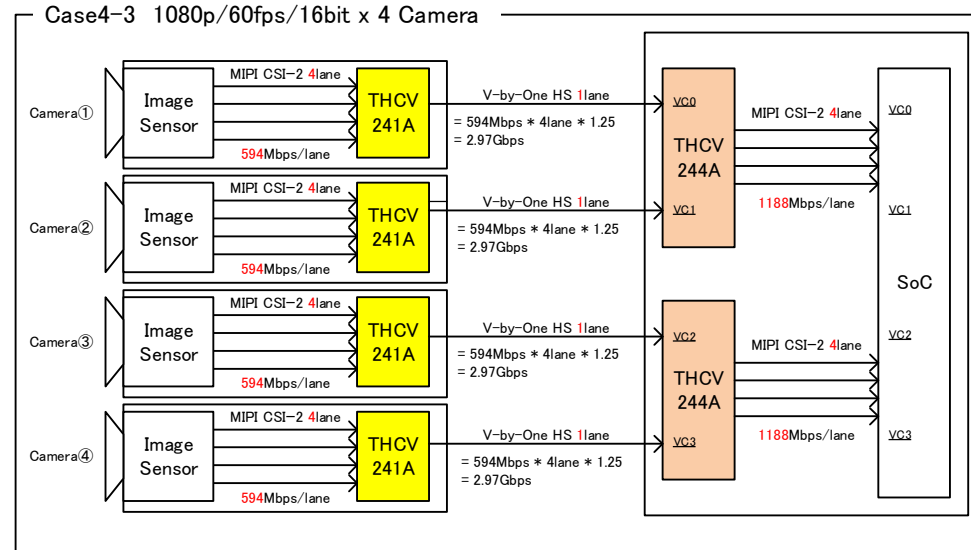 Case4-3 1080p/60fps/16bit x 4 Camera
Camera①
Image
Sensor
MIPI CSI-2 4lane
594Mbps/lane
THCV
241A
V-by-One HS 1lane
= 594Mbps * 4lane * 1.25
= 2.97Gbps
Camera②
Image
Sensor
MIPI CSI-2 4lane
594Mbps/lane
THCV
241A
V-by-One HS 1lane
= 594Mbps * 4lane * 1.25
= 2.97Gbps
VC0
THCV
244A
VC1
MIPI CSI-2 4lane
1188Mbps/lane
Camera③
Image
Sensor
MIPI CSI-2 4lane
594Mbps/lane
THCV
241A
V-by-One HS 1lane
= 594Mbps * 4lane * 1.25
= 2.97Gbps
Camera④
Image
Sensor
MIPI CSI-2 4lane
594Mbps/lane
THCV
241A
V-by-One HS 1lane
= 594Mbps * 4lane * 1.25
= 2.97Gbps
VC2
THCV
244A
VC3
MIPI CSI-2 4lane
1188Mbps/lane
VC0
VC1
SoC
VC2
VC3